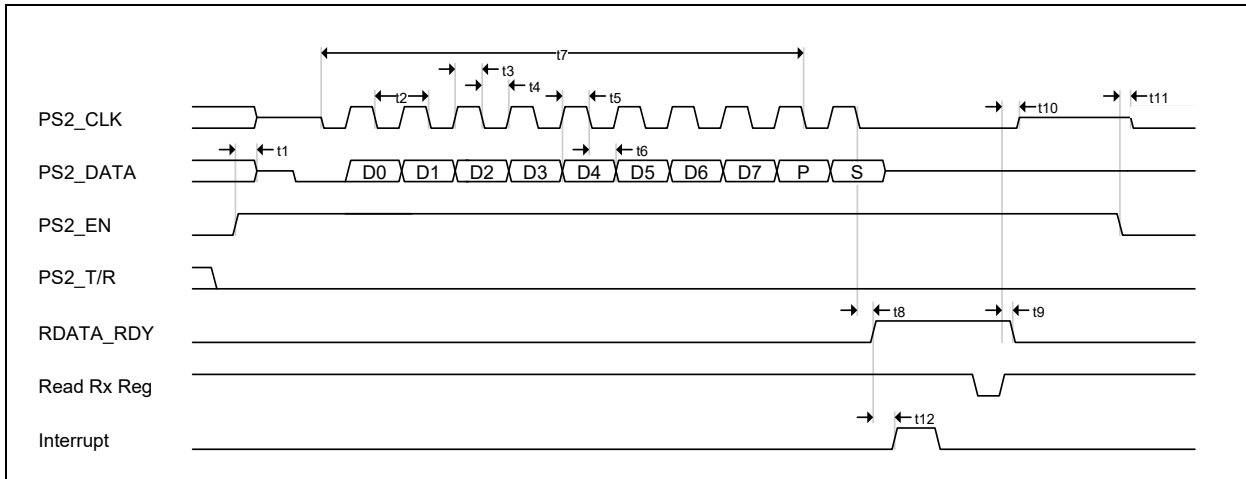 t7
t3
t4
PS2_CLK
t2
t5
t10
t11
t1
t6
PS2_DATA
D0 D1 D2 D3 D4 D5 D6 D7 P S
PS2_EN
PS2_T/R
t8
t9
RDATA_RDY
Read Rx Reg
t12
Interrupt